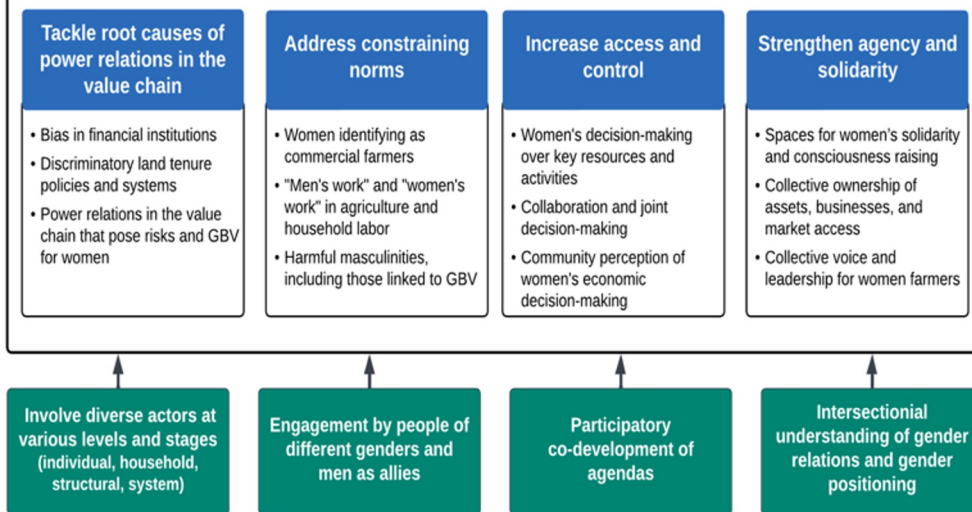 Tackle root causes of
power relations in the
value chain
• Bias in financial institutions
• Discriminatory land tenure
policies and systems
• Power relations in the value
chain that pose risks and GBV
for women
Address constraining
norms
• Women identifying as
commercial farmers
• "Men's work" and "women's
work" in agriculture and
household labor
• Harmful masculinities,
including those linked to GBV
Increase access and
control
• Women's decision-making
over key resources and
activities
• Collaboration and joint
decision-making
• Community perception of
women's economic
decision-making
Strengthen agency and
solidarity
• Spaces for women's solidarity
and consciousness raising
• Collective ownership of
assets, businesses, and
market access
• Collective voice and
leadership for women farmers
Involve diverse actors at
various levels and stages
(individual, household,
structural, system)
Engagement by people of
different genders and
men as allies
Participatory
co-development of
agendas
Intersectionial
understanding of gender
relations and gender
positioning